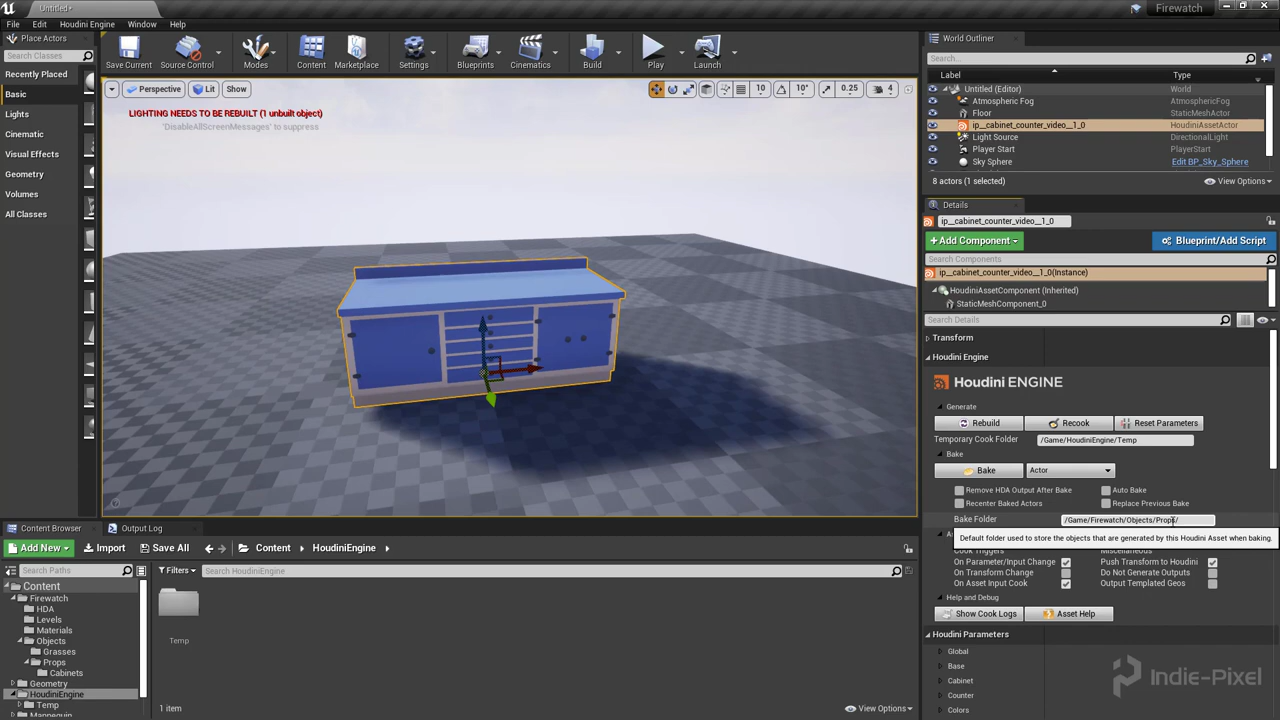 Untitled*
Firewatch
File Edit Houdini Engine Window Help
Place Actors
Search Classes
Recently Placed
Basic
Lights
Cinematic
Visual Effects
Geometry
Volumes
All Classes
Save Current Source Control Modes Content Marketplace Settings Blueprints Cinematics Build Play Launch
Perspective Lit Show
10 10° 0.25 4
LIGHTING NEEDS TO BE REBUILT (1 unbuilt object)
'DisableAllScreenMessages' to suppress
World Outliner
Search...
Label Type
Untitled (Editor) World
Atmospheric Fog AtmosphericFog
Floor StaticMeshActor
ip__cabinet_counter_video__1_0 HoudiniAssetActor
Light Source DirectionalLight
Player Start PlayerStart
Sky Sphere Edit BP_Sky_Sphere
8 actors (1 selected) View Options
Details
ip__cabinet_counter_video__1_0
+Add Component Blueprint/Add Script
Search Components
ip__cabinet_counter_video__1_0(Instance)
HoudiniAssetComponent (Inherited)
StaticMeshComponent_0
Search Details
Transform
Houdini Engine
Houdini ENGINE
Generate
Rebuild Recook Reset Parameters
Temporary Cook Folder /Game/HoudiniEngine/Temp
Bake
Bake Actor
Remove HDA Output After Bake Auto Bake
Recenter Baked Actors Replace Previous Bake
Bake Folder /Game/Firewatch/Objects/Props/
Default folder used to store the objects that are generated by this Houdini Asset when baking.
Cook Triggers Miscellaneous
On Parameter/Input Change Push Transform to Houdini
On Transform Change Do Not Generate Outputs
On Asset Input Cook Output Templated Geos
Help and Debug
Show Cook Logs Asset Help
Houdini Parameters
Global
Base
Cabinet
Counter
Colors
Indie-Pixel
Content Browser Output Log
Add New Import Save All Content HoudiniEngine
Search Paths
Filters Search HoudiniEngine
Content
Firewatch
HDA
Levels
Materials
Objects
Grasses
Props
Cabinets
Geometry
HoudiniEngine
Temp
Mannequin
Temp
1 item View Options